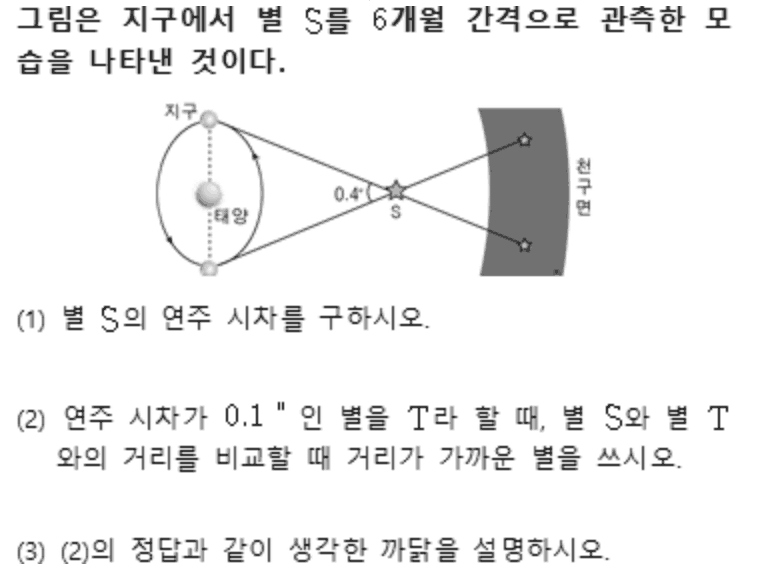 그림은 지구에서 별 S를 6개월 간격으로 관측한 모
습을 나타낸 것이다.
지구
태양
0.4"
S
천구면
(1) 별 S의 연주 시차를 구하시오.
(2) 연주 시차가 0.1 " 인 별을 T라 할 때, 별 S와 별 T
와의 거리를 비교할 때 거리가 가까운 별을 쓰시오.
(3) (2)의 정답과 같이 생각한 까닭을 설명하시오.